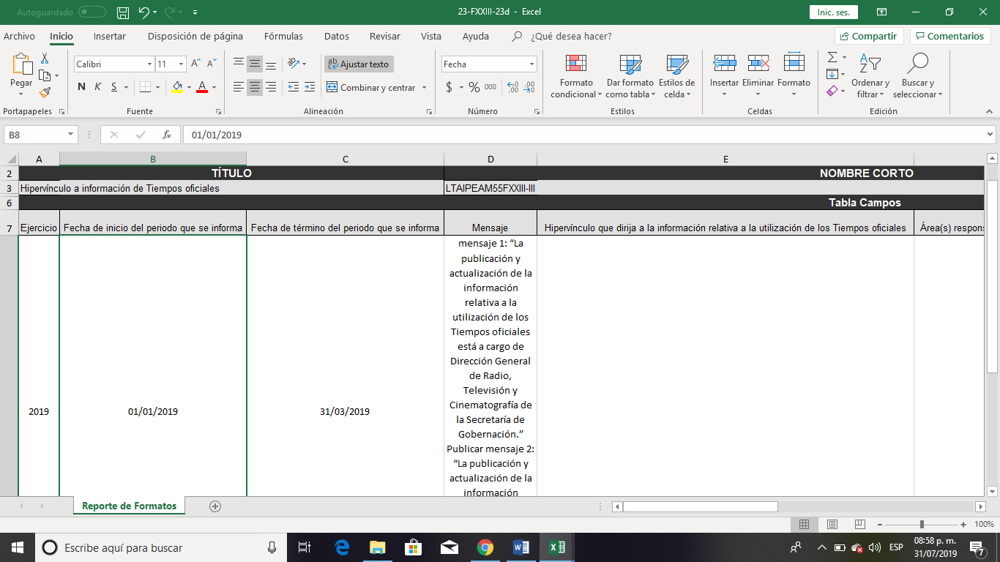 Autoguardado
23-FXXIII-23d - Excel
Inic. ses.
Archivo Inicio Insertar Disposición de página Fórmulas Datos Revisar Vista Ayuda ¿Qué desea hacer? Compartir Comentarios
Pegar
Calibri 11
N K S
Ajustar texto
Combinar y centrar
Fecha
$ % 000
Formato condicional
Dar formato como tabla
Estilos de celda
Insertar Eliminar Formato
Ordenar y filtrar
Buscar y seleccionar
Portapapeles Fuente Alineación Número Estilos Celdas Edición
B8 fx 01/01/2019
A B C D E
2 TÍTULO NOMBRE CORTO
3 Hipervínculo a información de Tiempos oficiales LTAIPEAM55FXXIII-III
6 Tabla Campos
7 Ejercicio Fecha de inicio del periodo que se informa Fecha de término del periodo que se informa Mensaje Hipervínculo que dirija a la información relativa a la utilización de los Tiempos oficiales Área(s) respon
2019 01/01/2019 31/03/2019
mensaje 1: “La
publicación y
actualización de la
información
relativa a la
utilización de los
Tiempos oficiales
está a cargo de
Dirección General
de Radio,
Televisión y
Cinematografía de
la Secretaría de
Gobernación.”
Publicar mensaje 2:
“La publicación y
actualización de la
información
Reporte de Formatos
100%
Escribe aquí para buscar
ESP
08:58 p. m.
31/07/2019
7